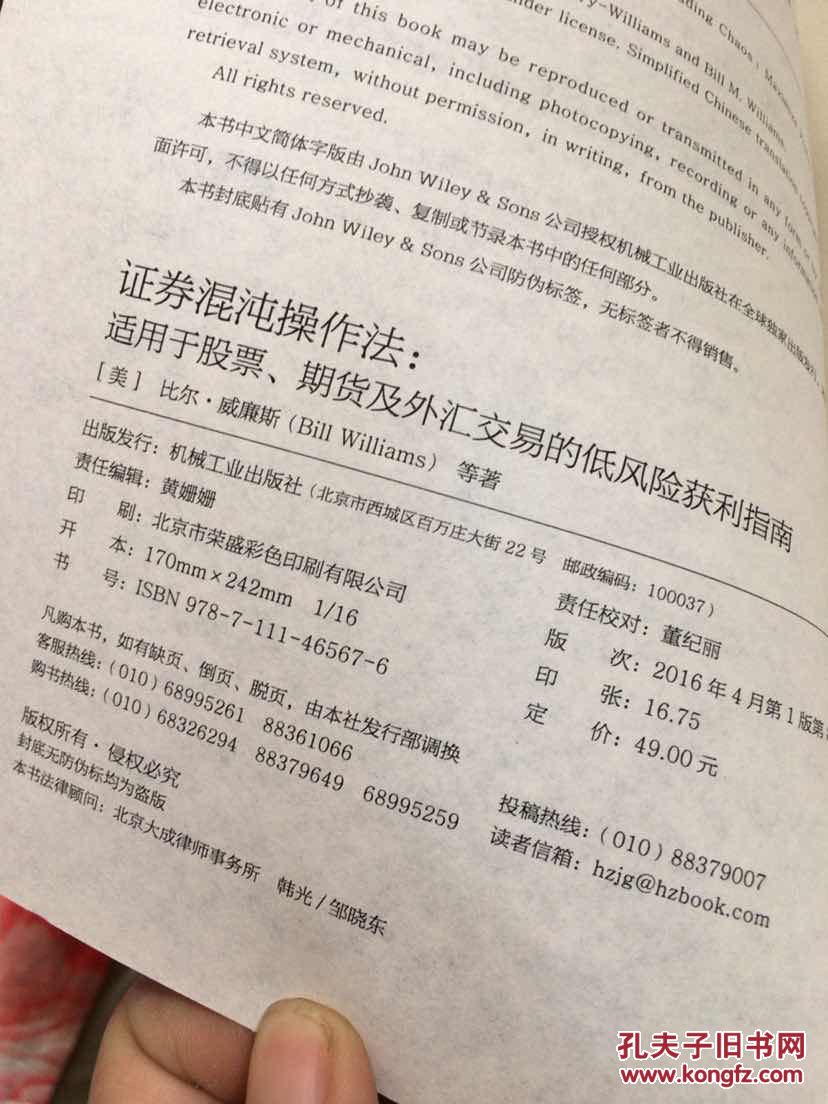 ding Chaos: Maximize
ry-Williams and Bill M. Williams.
nder license. Simplified Chinese translation
of this book may be reproduced or transmitted in any form or
electronic or mechanical, including photocopying, recording or any information
retrieval system, without permission, in writing, from the publisher.
All rights reserved.
本书中文简体字版由 John Wiley & Sons 公司授权机械工业出版社在全球独家出版发行。
面许可，不得以任何方式抄袭、复制或节录本书中的任何部分。
本书封底贴有 John Wiley & Sons 公司防伪标签，无标签者不得销售。
证券混沌操作法：
适用于股票、期货及外汇交易的低风险获利指南
[美] 比尔·威廉斯（Bill Williams） 等著
出版发行：机械工业出版社（北京市西城区百万庄大街 22 号 邮政编码：100037）
责任编辑：黄姗姗 责任校对：董纪丽
印 刷：北京市荣盛彩色印刷有限公司 版 次：2016 年 4 月第 1 版第
开 本：170mm×242mm 1/16 印 张：16.75
书 号：ISBN 978-7-111-46567-6 定 价：49.00 元
凡购本书，如有缺页、倒页、脱页，由本社发行部调换
客服热线：(010) 68995261 88361066 投稿热线：(010) 88379007
购书热线：(010) 68326294 88379649 68995259 读者信箱：hzjg@hzbook.com
版权所有·侵权必究
封底无防伪标均为盗版
本书法律顾问：北京大成律师事务所 韩光/邹晓东
孔夫子旧书网
www.kongfz.com